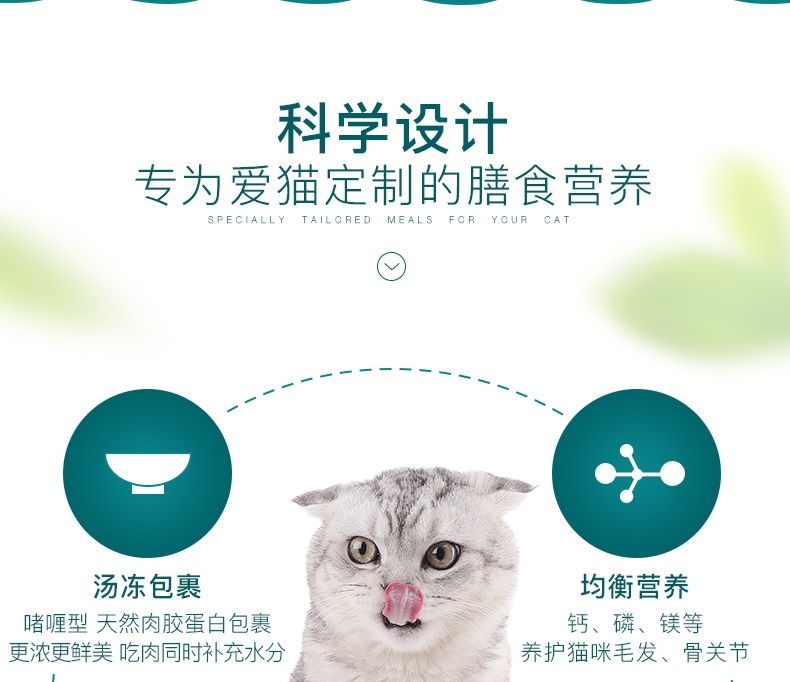 科学设计
专为爱猫定制的膳食营养
SPECIALLY TAILORED MEALS FOR YOUR CAT
汤冻包裹
啫喱型 天然肉胶蛋白包裹
更浓更鲜美 吃肉同时补充水分
均衡营养
钙、磷、镁等
养护猫咪毛发、骨关节